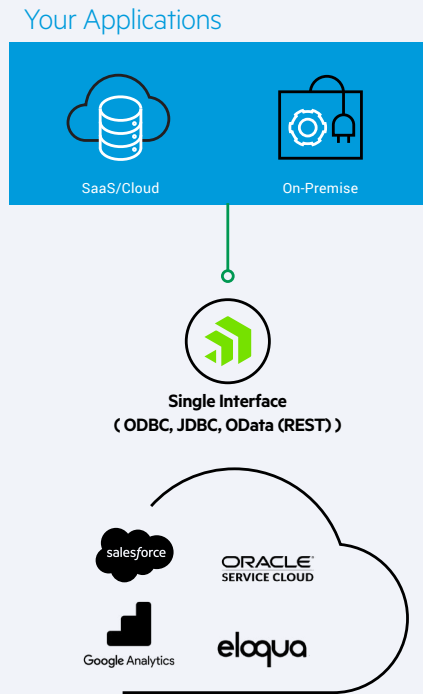 Your Applications
SaaS/Cloud
On-Premise
Single Interface
( ODBC, JDBC, OData (REST) )
salesforce
ORACLE
SERVICE CLOUD
Google Analytics
eloqua